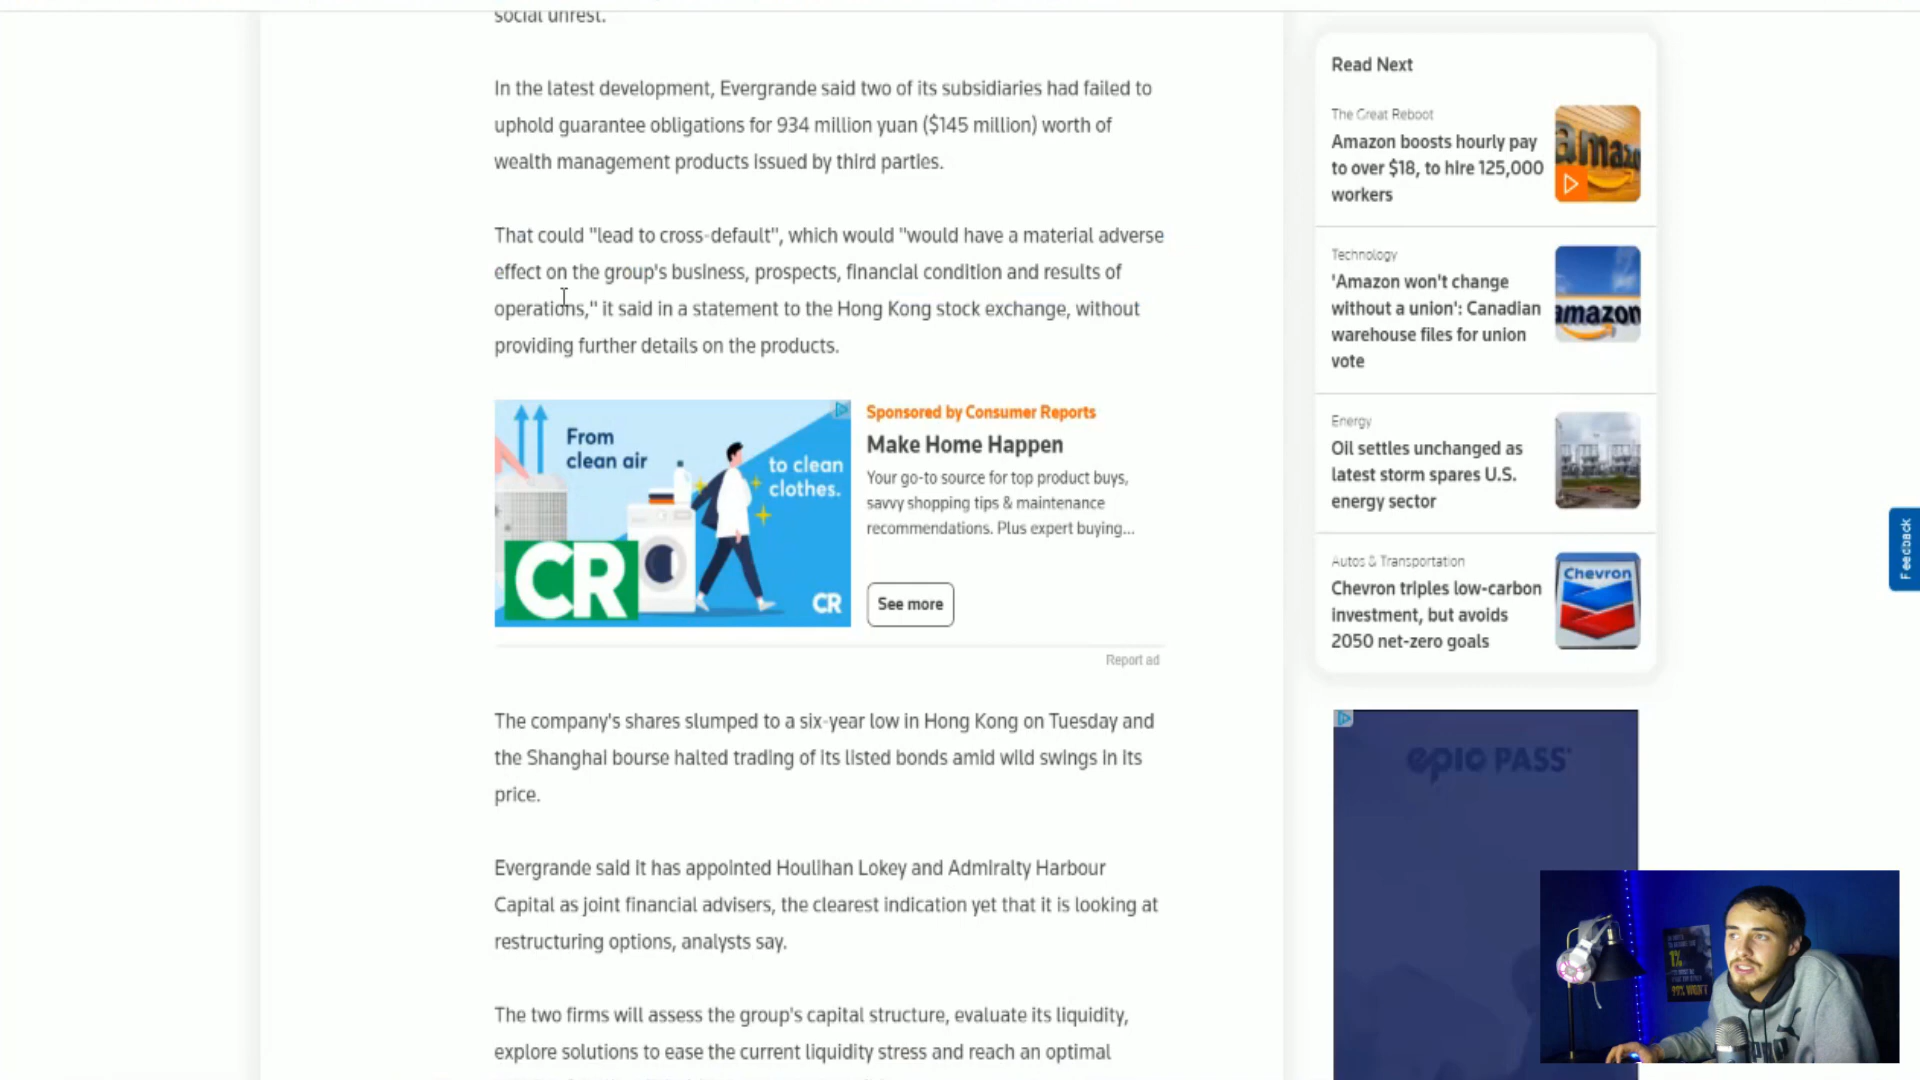 social unrest.
In the latest development, Evergrande said two of its subsidiaries had failed to
uphold guarantee obligations for 934 million yuan ($145 million) worth of
wealth management products issued by third parties.
That could "lead to cross-default", which would "would have a material adverse
effect on the group's business, prospects, financial condition and results of
operations," it said in a statement to the Hong Kong stock exchange, without
providing further details on the products.
From
clean air
to clean
clothes.
CR
CR
Sponsored by Consumer Reports
Make Home Happen
Your go-to source for top product buys,
savvy shopping tips & maintenance
recommendations. Plus expert buying...
See more
Report ad
The company's shares slumped to a six-year low in Hong Kong on Tuesday and
the Shanghai bourse halted trading of its listed bonds amid wild swings in its
price.
Evergrande said it has appointed Houlihan Lokey and Admiralty Harbour
Capital as joint financial advisers, the clearest indication yet that it is looking at
restructuring options, analysts say.
The two firms will assess the group's capital structure, evaluate its liquidity,
explore solutions to ease the current liquidity stress and reach an optimal
Read Next
The Great Reboot
Amazon boosts hourly pay
to over $18, to hire 125,000
workers
amazo
Technology
'Amazon won't change
without a union': Canadian
warehouse files for union
vote
amazon
Energy
Oil settles unchanged as
latest storm spares U.S.
energy sector
Autos & Transportation
Chevron triples low-carbon
investment, but avoids
2050 net-zero goals
Chevron
epic PASS
Feedback
1%